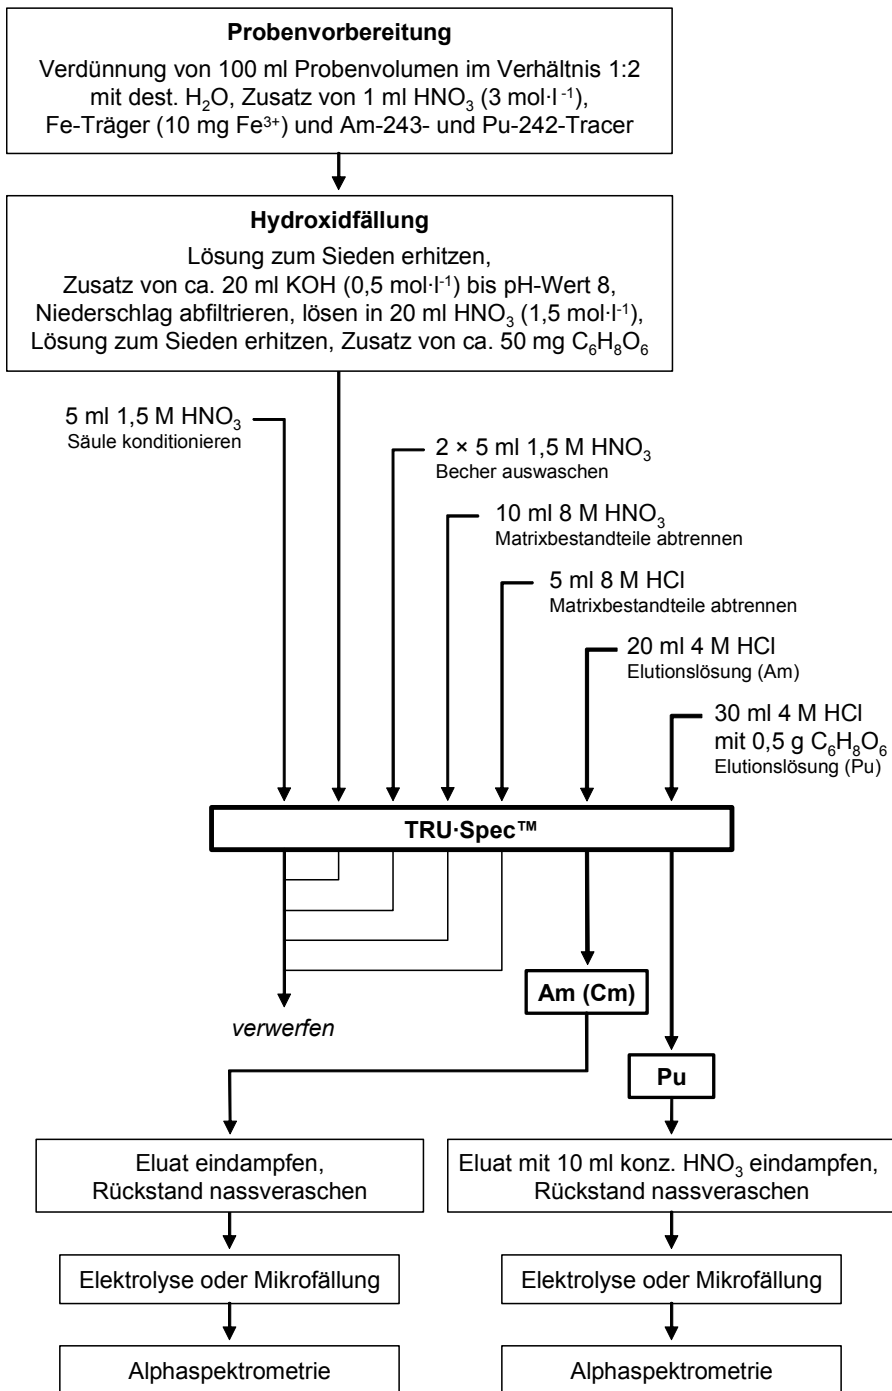 Probenvorbereitung
Verdünnung von 100 ml Probenvolumen im Verhältnis 1:2
mit dest. H₂O, Zusatz von 1 ml HNO₃ (3 mol·l⁻¹),
Fe-Träger (10 mg Fe³⁺) und Am-243- und Pu-242-Tracer
Hydroxidfällung
Lösung zum Sieden erhitzen,
Zusatz von ca. 20 ml KOH (0,5 mol·l⁻¹) bis pH-Wert 8,
Niederschlag abfiltrieren, lösen in 20 ml HNO₃ (1,5 mol·l⁻¹),
Lösung zum Sieden erhitzen, Zusatz von ca. 50 mg C₆H₈O₆
5 ml 1,5 M HNO₃
Säule konditionieren
2 × 5 ml 1,5 M HNO₃
Becher auswaschen
10 ml 8 M HNO₃
Matrixbestandteile abtrennen
5 ml 8 M HCl
Matrixbestandteile abtrennen
20 ml 4 M HCl
Elutionslösung (Am)
30 ml 4 M HCl
mit 0,5 g C₆H₈O₆
Elutionslösung (Pu)
TRU·Spec™
Am (Cm)
verwerfen
Pu
Eluat eindampfen,
Rückstand nassveraschen
Eluat mit 10 ml konz. HNO₃ eindampfen,
Rückstand nassveraschen
Elektrolyse oder Mikrofällung
Elektrolyse oder Mikrofällung
Alphaspektrometrie
Alphaspektrometrie